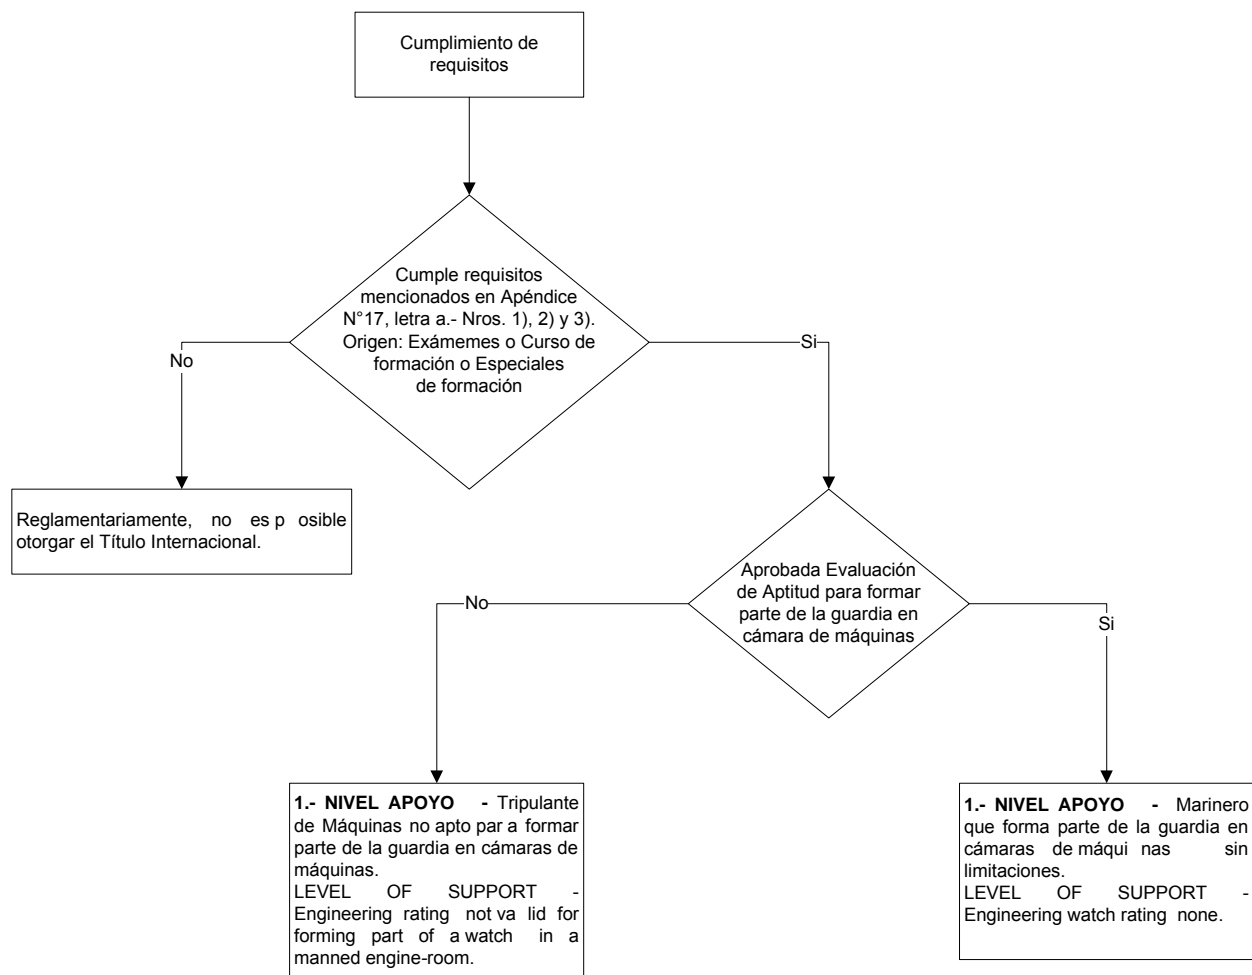 Cumplimiento de
requisitos
Cumple requisitos
mencionados en Apéndice
N°17, letra a.- Nros. 1), 2) y 3).
Origen: Exámemes o Curso de
formación o Especiales
de formación
No
Si
Reglamentariamente, no es p osible
otorgar el Título Internacional.
Aprobada Evaluación
de Aptitud para formar
parte de la guardia en
cámara de máquinas
No
Si
1.- NIVEL APOYO - Tripulante
de Máquinas no apto par a formar
parte de la guardia en cámaras de
máquinas.
LEVEL OF SUPPORT -
Engineering rating not va lid for
forming part of a watch in a
manned engine-room.
1.- NIVEL APOYO - Marinero
que forma parte de la guardia en
cámaras de máqui nas sin
limitaciones.
LEVEL OF SUPPORT -
Engineering watch rating none.